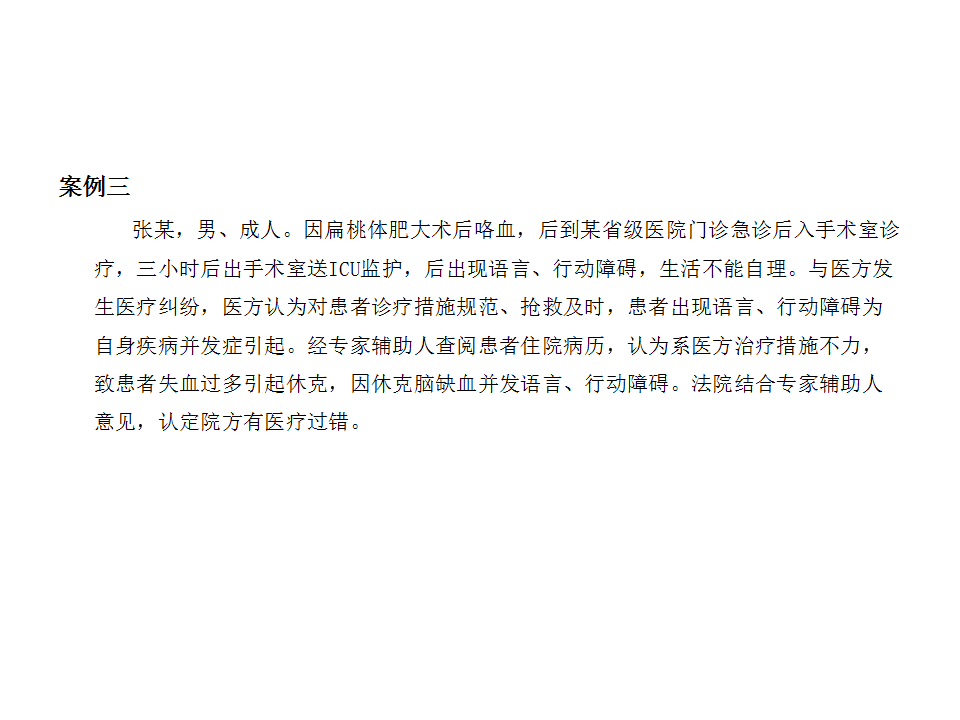 案例三
张某，男、成人。因扁桃体肥大术后咯血，后到某省级医院门诊急诊后入手术室诊
疗，三小时后出手术室送ICU监护，后出现语言、行动障碍，生活不能自理。与医方发
生医疗纠纷，医方认为对患者诊疗措施规范、抢救及时，患者出现语言、行动障碍为
自身疾病并发症引起。经专家辅助人查阅患者住院病历，认为系医方治疗措施不力，
致患者失血过多引起休克，因休克脑缺血并发语言、行动障碍。法院结合专家辅助人
意见，认定院方有医疗过错。